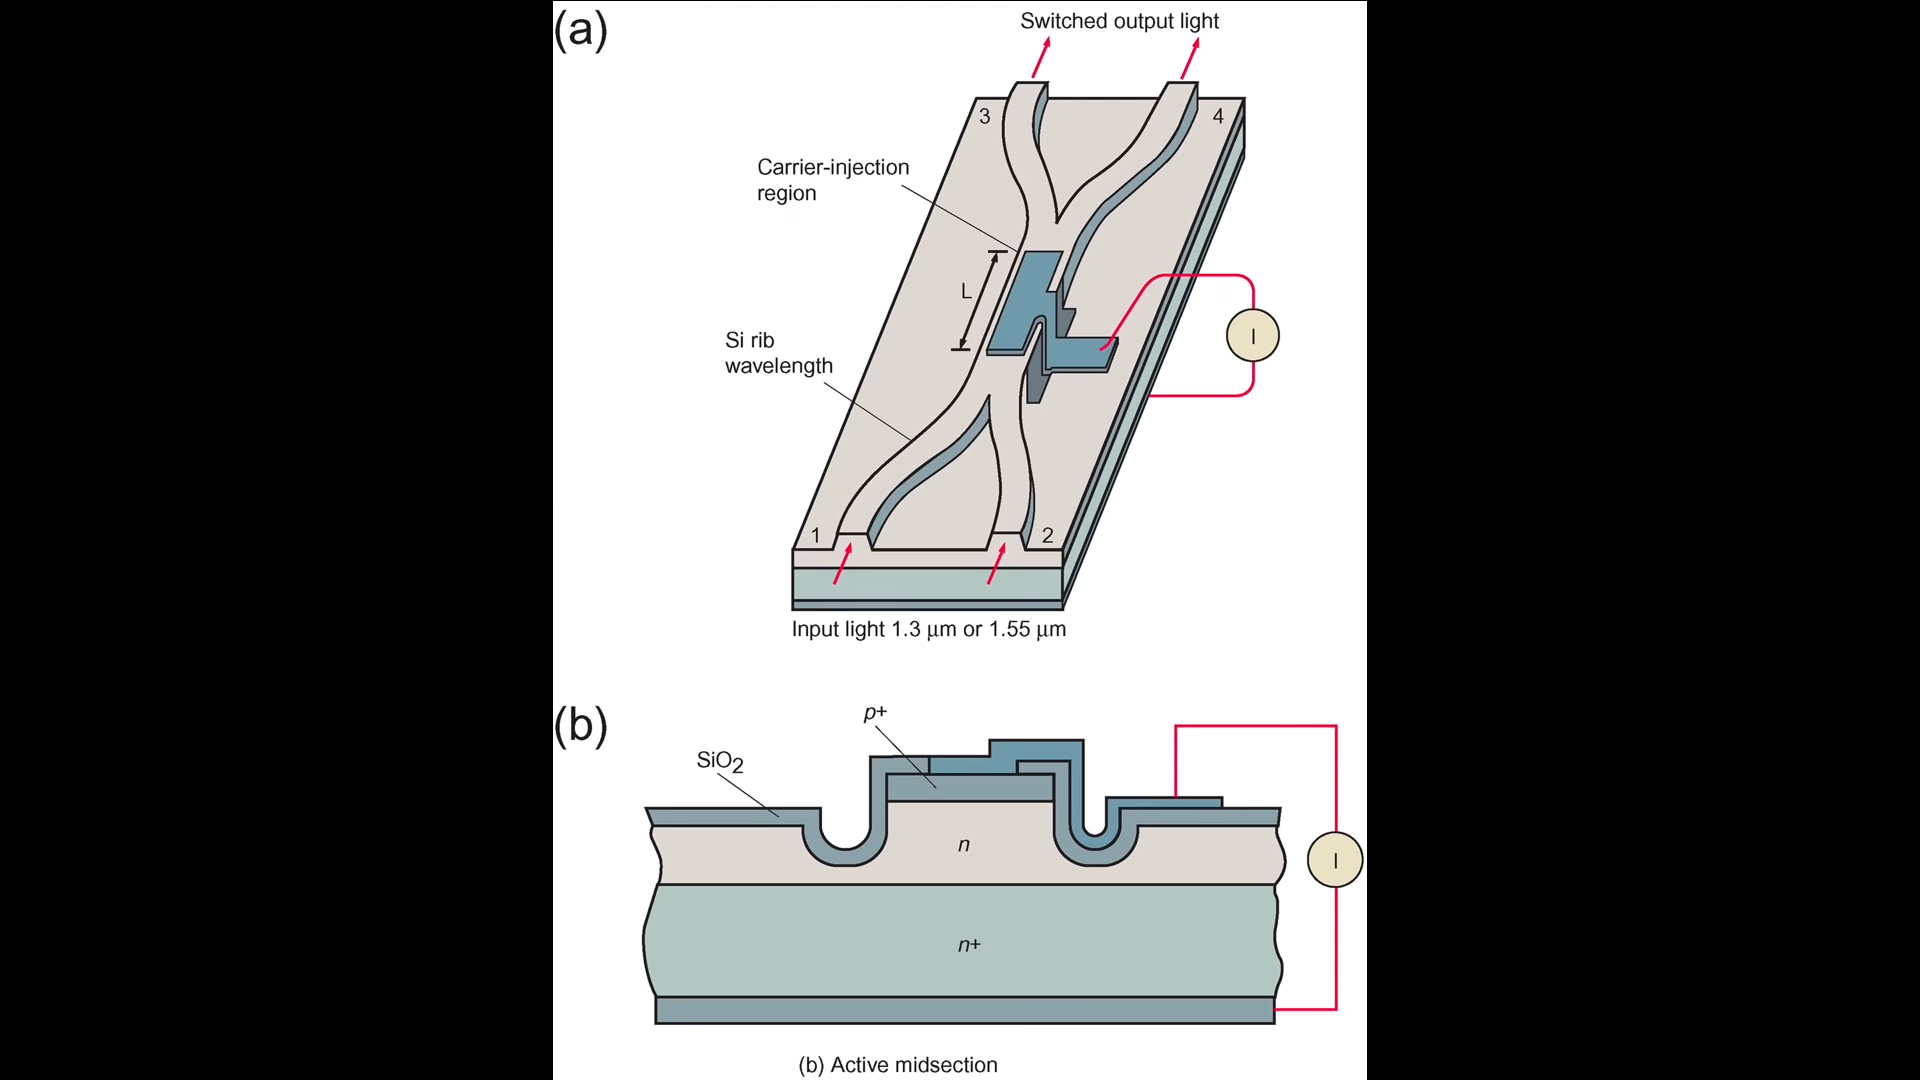 (a)
Switched output light
3
4
Carrier-injection
region
L
I
Si rib
wavelength
1
2
Input light 1.3 μm or 1.55 μm
(b)
p+
SiO2
n
I
n+
(b) Active midsection